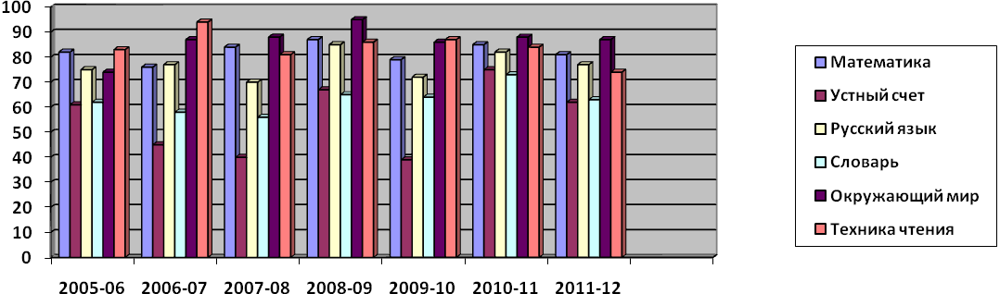 100
90
80
70
60
50
40
30
20
10
0
2005-06 2006-07 2007-08 2008-09 2009-10 2010-11 2011-12
Математика
Устный счет
Русский язык
Словарь
Окружающий мир
Техника чтения